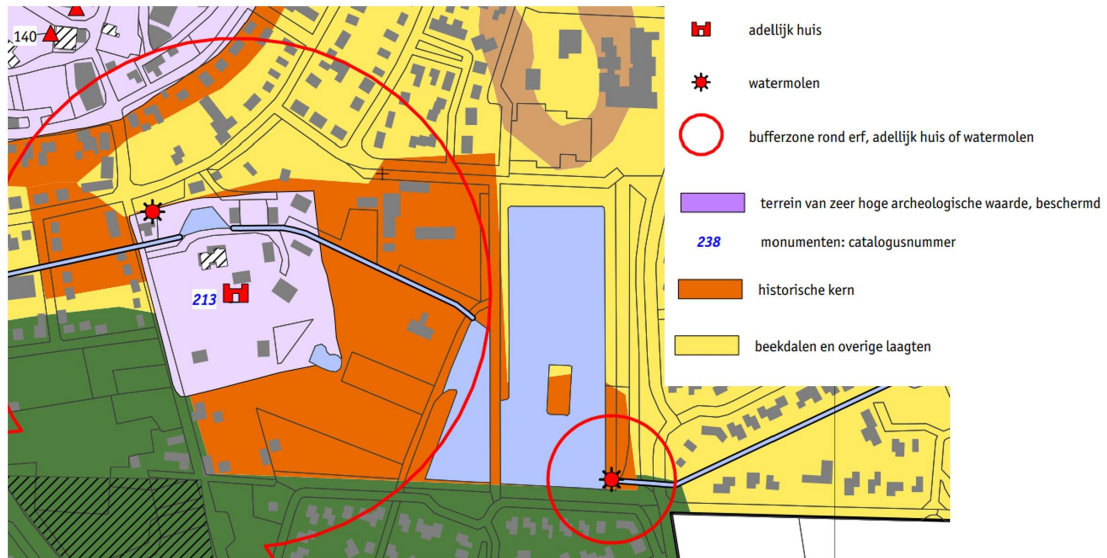 140
213
adellijk huis
watermolen
bufferzone rond erf, adellijk huis of watermolen
terrein van zeer hoge archeologische waarde, beschermd
238 monumenten: catalogusnummer
historische kern
beekdalen en overige laagten